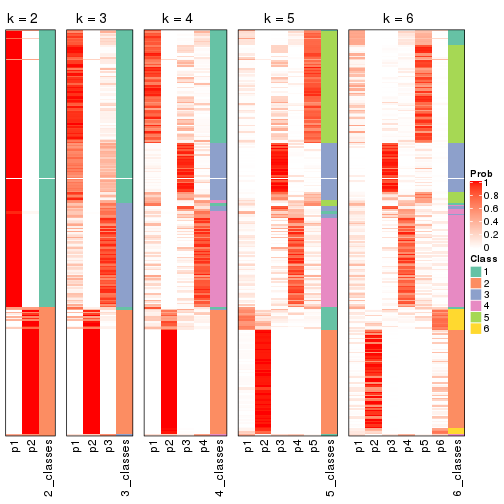 k = 2
k = 3
k = 4
k = 5
k = 6
Prob
1
0.8
0.6
0.4
0.2
0
Class
1
2
3
4
5
6
p1
p2
2_classes
p1
p2
p3
3_classes
p1
p2
p3
p4
4_classes
p1
p2
p3
p4
p5
5_classes
p1
p2
p3
p4
p5
p6
6_classes